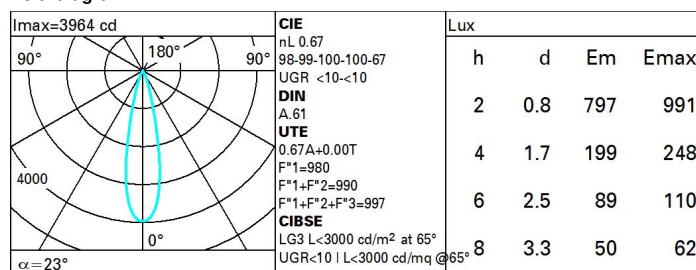 Imax=3964 cd
90°
180°
90°
4000
0°
α=23°
CIE
nL 0.67
98-99-100-100-67
UGR <10-<10
DIN
A.61
UTE
0.67A+0.00T
F"1=980
F"1+F"2=990
F"1+F"2+F"3=997
CIBSE
LG3 L<3000 cd/m² at 65°
UGR<10 | L<3000 cd/mq @65°
Lux
h d Em Emax
2 0.8 797 991
4 1.7 199 248
6 2.5 89 110
8 3.3 50 62